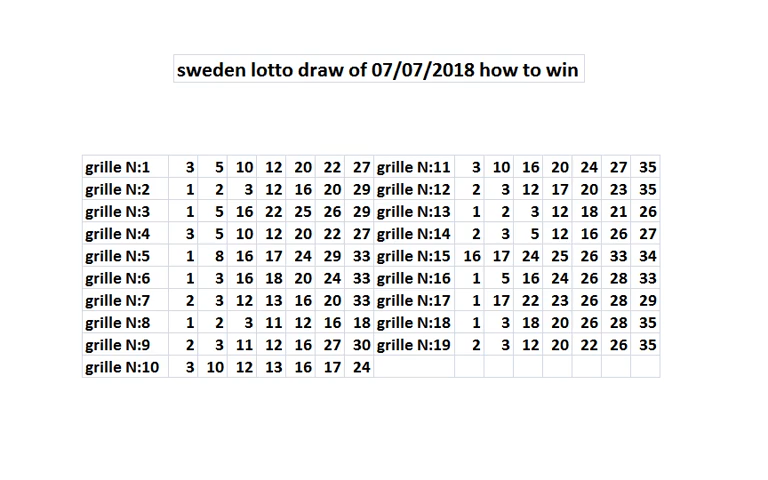 sweden lotto draw of 07/07/2018 how to win
grille N:1 3 5 10 12 20 22 27 grille N:11 3 10 16 20 24 27 35
grille N:2 1 2 3 12 16 20 29 grille N:12 2 3 12 17 20 23 35
grille N:3 1 5 16 22 25 26 29 grille N:13 1 2 3 12 18 21 26
grille N:4 3 5 10 12 20 22 27 grille N:14 2 3 5 12 16 26 27
grille N:5 1 8 16 17 24 29 33 grille N:15 16 17 24 25 26 33 34
grille N:6 1 3 16 18 20 24 33 grille N:16 1 5 16 24 26 28 33
grille N:7 2 3 12 13 16 20 33 grille N:17 1 17 22 23 26 28 29
grille N:8 1 2 3 11 12 16 18 grille N:18 1 3 18 20 26 28 35
grille N:9 2 3 11 12 16 27 30 grille N:19 2 3 12 20 22 26 35
grille N:10 3 10 12 13 16 17 24